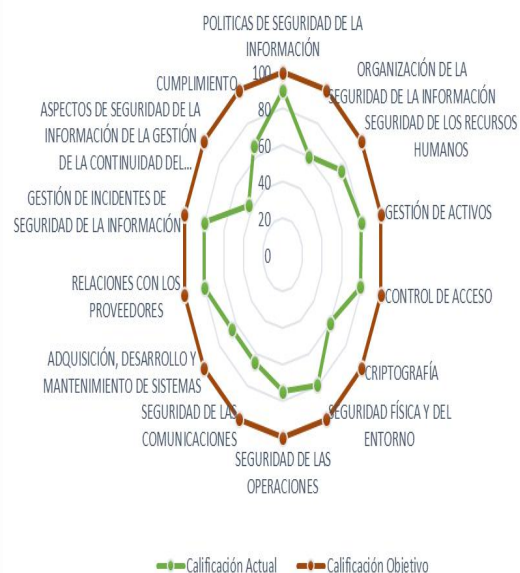 POLITICAS DE SEGURIDAD DE LA
INFORMACIÓN
ORGANIZACIÓN DE LA
SEGURIDAD DE LA INFORMACIÓN
SEGURIDAD DE LOS RECURSOS
HUMANOS
GESTIÓN DE ACTIVOS
CONTROL DE ACCESO
CRIPTOGRAFÍA
SEGURIDAD FÍSICA Y DEL
ENTORNO
SEGURIDAD DE LAS
OPERACIONES
SEGURIDAD DE LAS
COMUNICACIONES
ADQUISICIÓN, DESARROLLO Y
MANTENIMIENTO DE SISTEMAS
RELACIONES CON LOS
PROVEEDORES
GESTIÓN DE INCIDENTES DE
SEGURIDAD DE LA INFORMACIÓN
ASPECTOS DE SEGURIDAD DE LA
INFORMACIÓN DE LA GESTIÓN
DE LA CONTINUIDAD DEL...
CUMPLIMIENTO
100
80
60
40
20
0
Calificación Actual
Calificación Objetivo